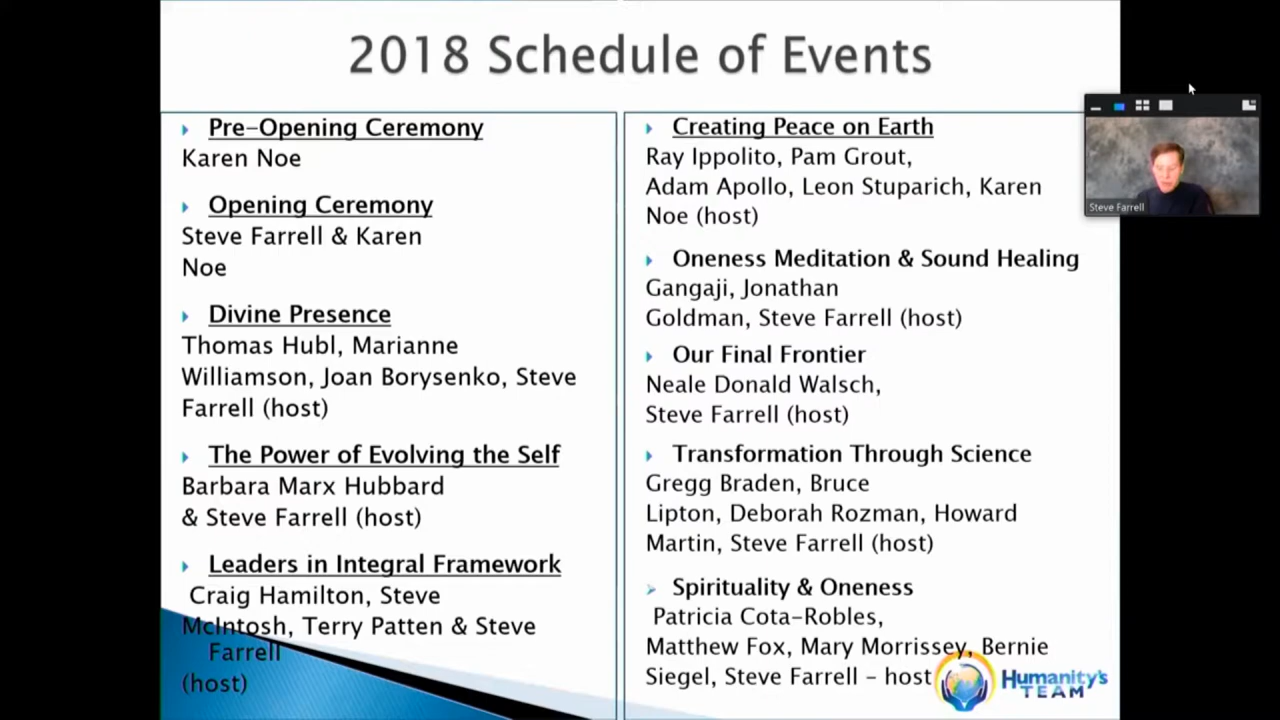 2018 Schedule of Events
Pre-Opening Ceremony
Karen Noe
Opening Ceremony
Steve Farrell & Karen
Noe
Divine Presence
Thomas Hubl, Marianne
Williamson, Joan Borysenko, Steve
Farrell (host)
The Power of Evolving the Self
Barbara Marx Hubbard
& Steve Farrell (host)
Leaders in Integral Framework
Craig Hamilton, Steve
McIntosh, Terry Patten & Steve
Farrell
(host)
Creating Peace on Earth
Ray Ippolito, Pam Grout,
Adam Apollo, Leon Stuparich, Karen
Noe (host)
Oneness Meditation & Sound Healing
Gangaji, Jonathan
Goldman, Steve Farrell (host)
Our Final Frontier
Neale Donald Walsch,
Steve Farrell (host)
Transformation Through Science
Gregg Braden, Bruce
Lipton, Deborah Rozman, Howard
Martin, Steve Farrell (host)
Spirituality & Oneness
Patricia Cota-Robles,
Matthew Fox, Mary Morrissey, Bernie
Siegel, Steve Farrell – host
Humanity's
TEAM
Steve Farrell